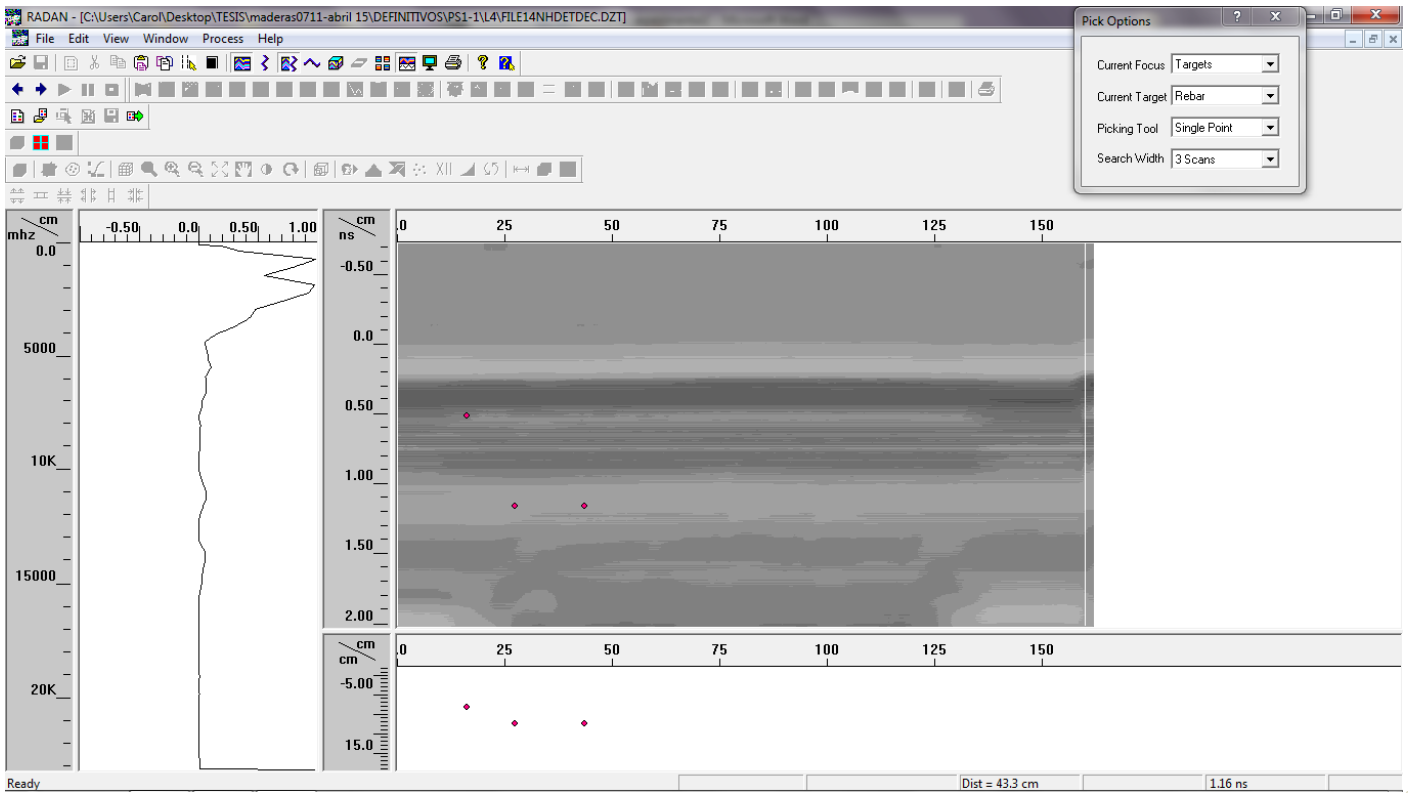 RADAN - [C:\Users\Carol\Desktop\TESIS\maderas0711-abril 15\DEFINITIVOS\PS1-1\L4\FILE14NHDETDEC.DZT]
File Edit View Window Process Help
Pick Options
Current Focus Targets
Current Target Rebar
Picking Tool Single Point
Search Width 3 Scans
cm
mhz
-0.50 0.0 0.50 1.00
cm
ns
.0 25 50 75 100 125 150
0.0
5000
10K
15000
20K
-0.50
0.0
0.50
1.00
1.50
2.00
cm
cm
.0 25 50 75 100 125 150
-5.00
15.0
Ready
Dist = 43.3 cm
1.16 ns